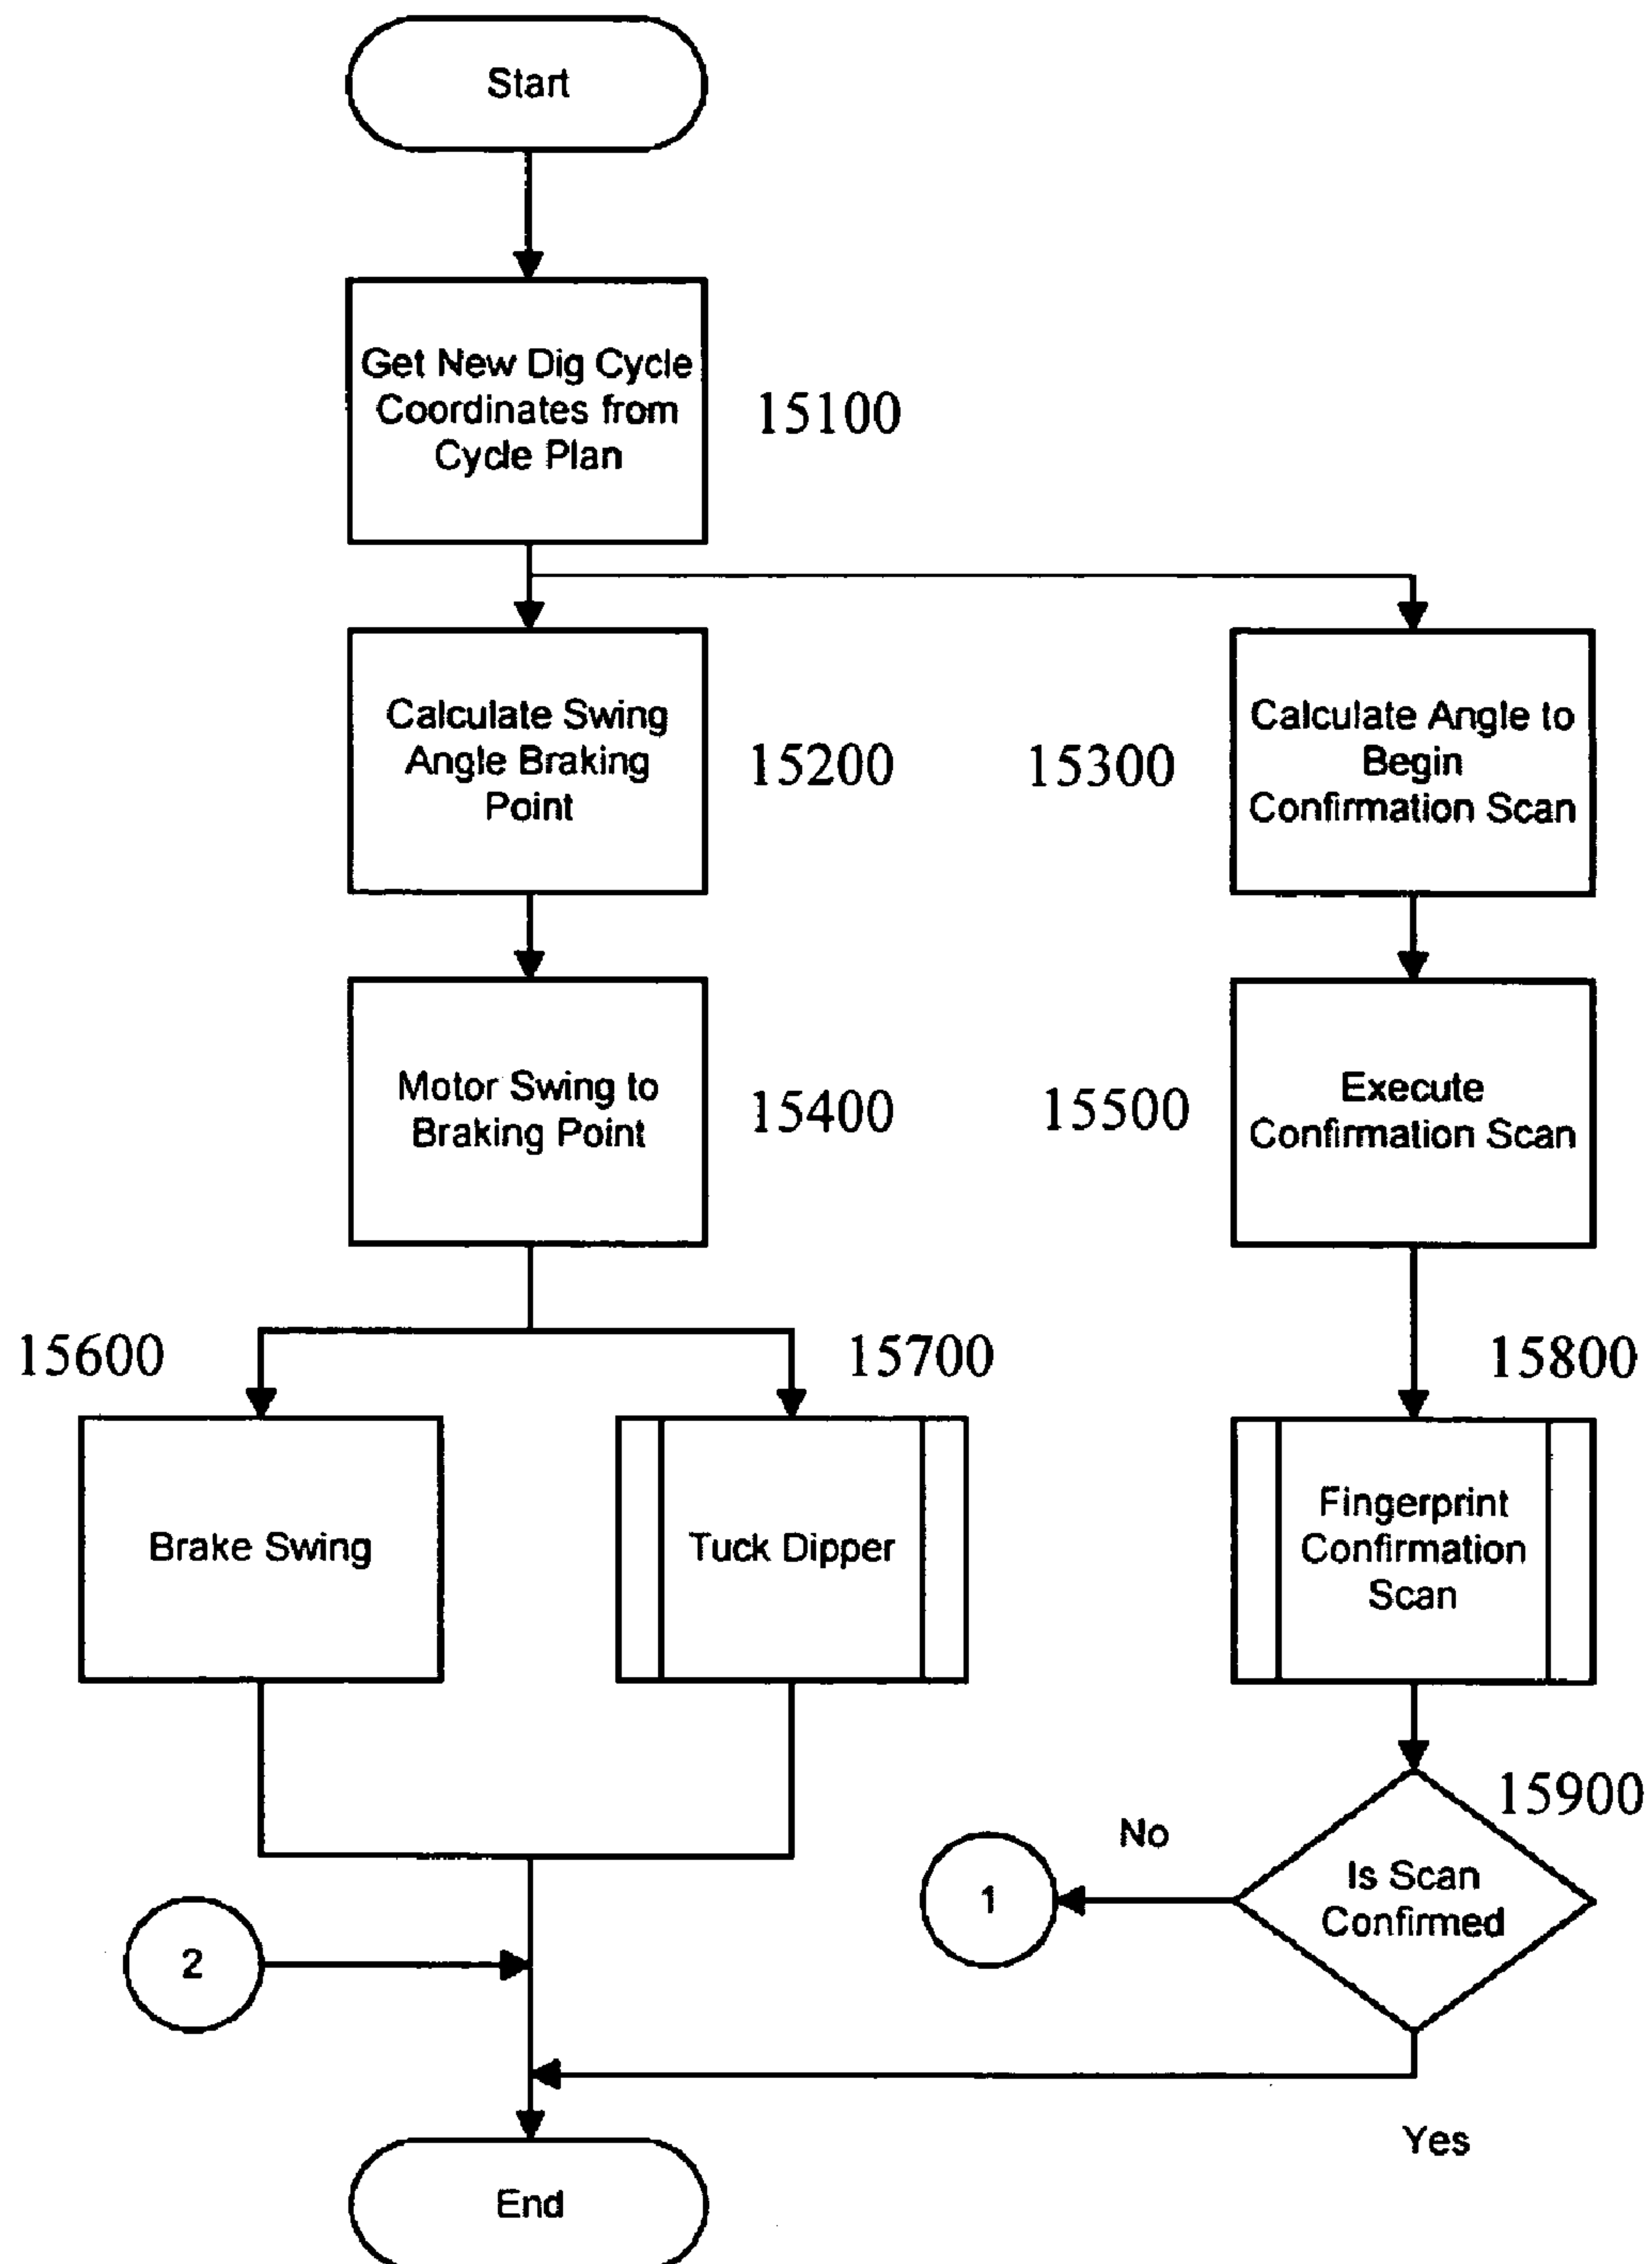 Start
Get New Dig Cycle
Coordinates from
Cycle Plan
15100
Calculate Swing
Angle Braking
Point
15200
15300
Calculate Angle to
Begin
Confirmation Scan
Motor Swing to
Braking Point
15400
15500
Execute
Confirmation Scan
15600
15700
15800
Brake Swing
Tuck Dipper
Fingerprint
Confirmation
Scan
15900
No
1
Is Scan
Confirmed
2
Yes
End